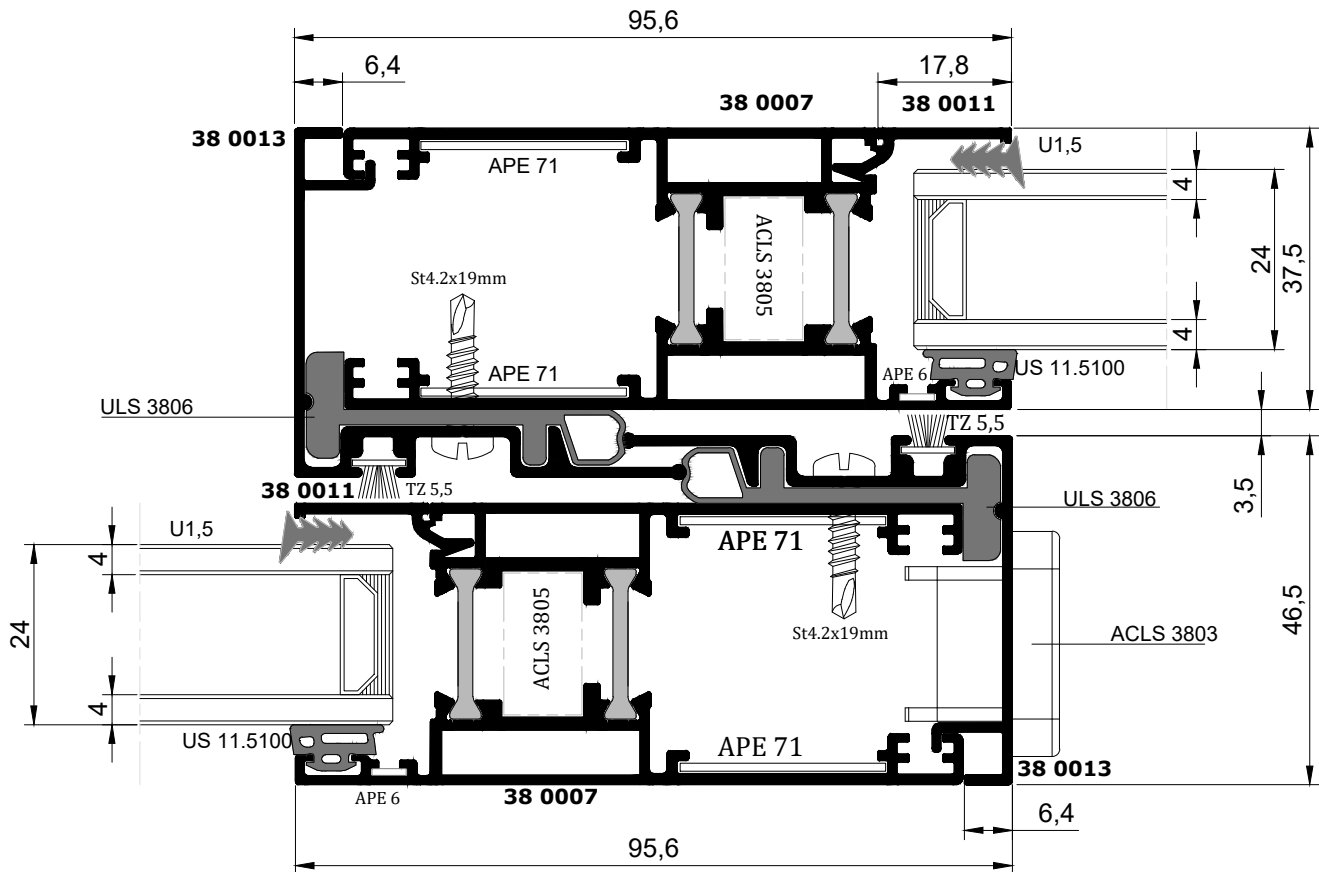 95,6
6,4
17,8
38 0007
38 0011
38 0013
U1,5
APE 71
4
ACLS 3805
St4.2x19mm
24
37,5
4
APE 71
APE 6
US 11.5100
ULS 3806
TZ 5,5
38 0011
TZ 5,5
3,5
ULS 3806
U1,5
APE 71
4
ACLS 3805
St4.2x19mm
24
46,5
ACLS 3803
4
US 11.5100
APE 71
38 0013
APE 6
38 0007
6,4
95,6